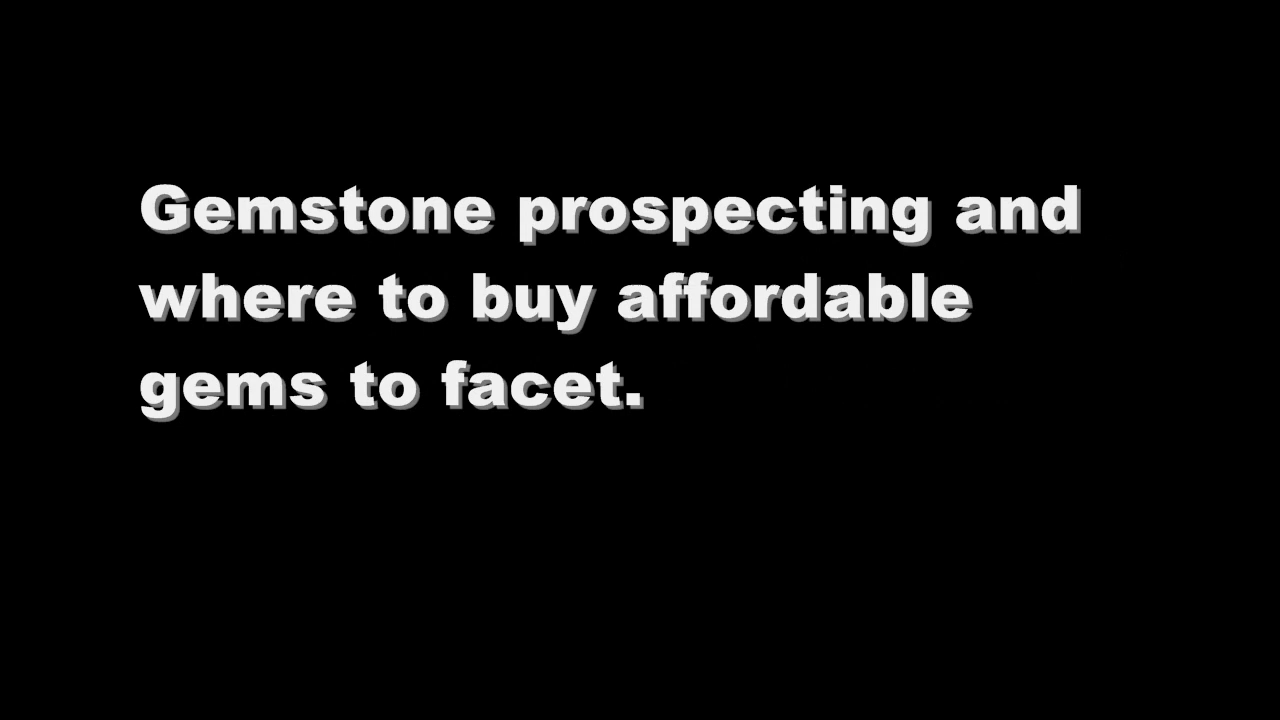 Gemstone prospecting and
where to buy affordable
gems to facet.